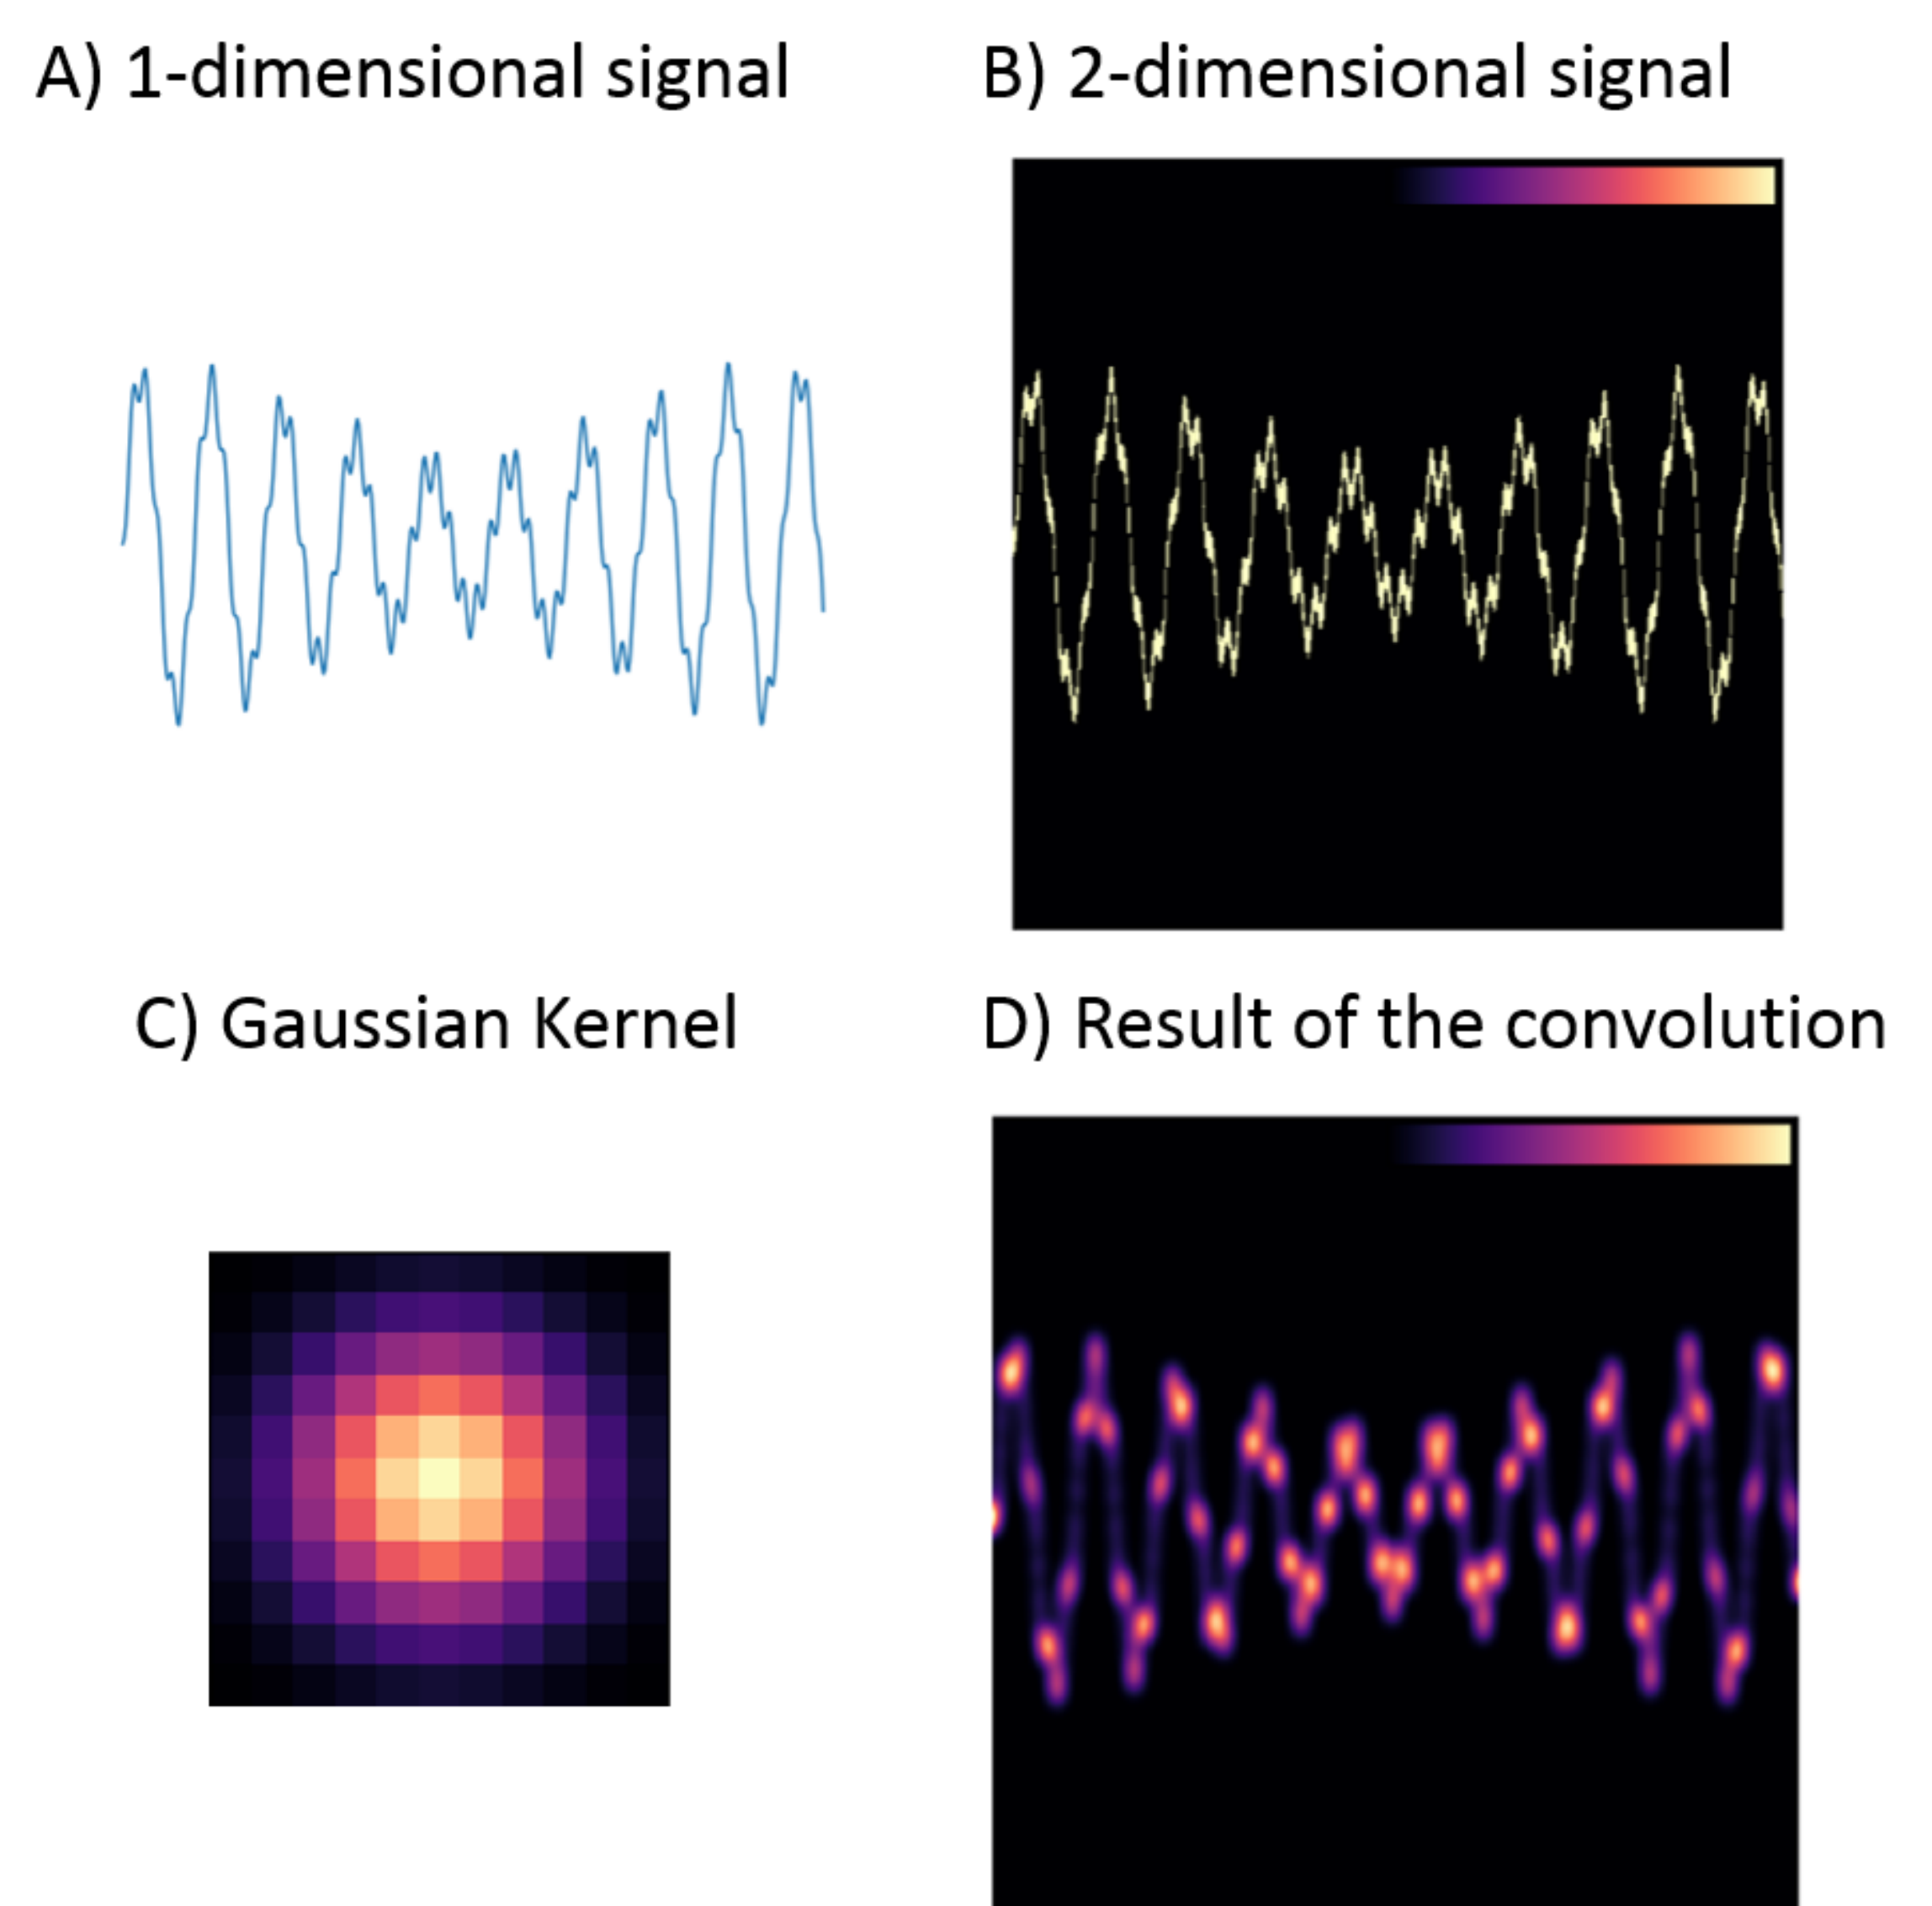 A) 1-dimensional signal
B) 2-dimensional signal
C) Gaussian Kernel
D) Result of the convolution